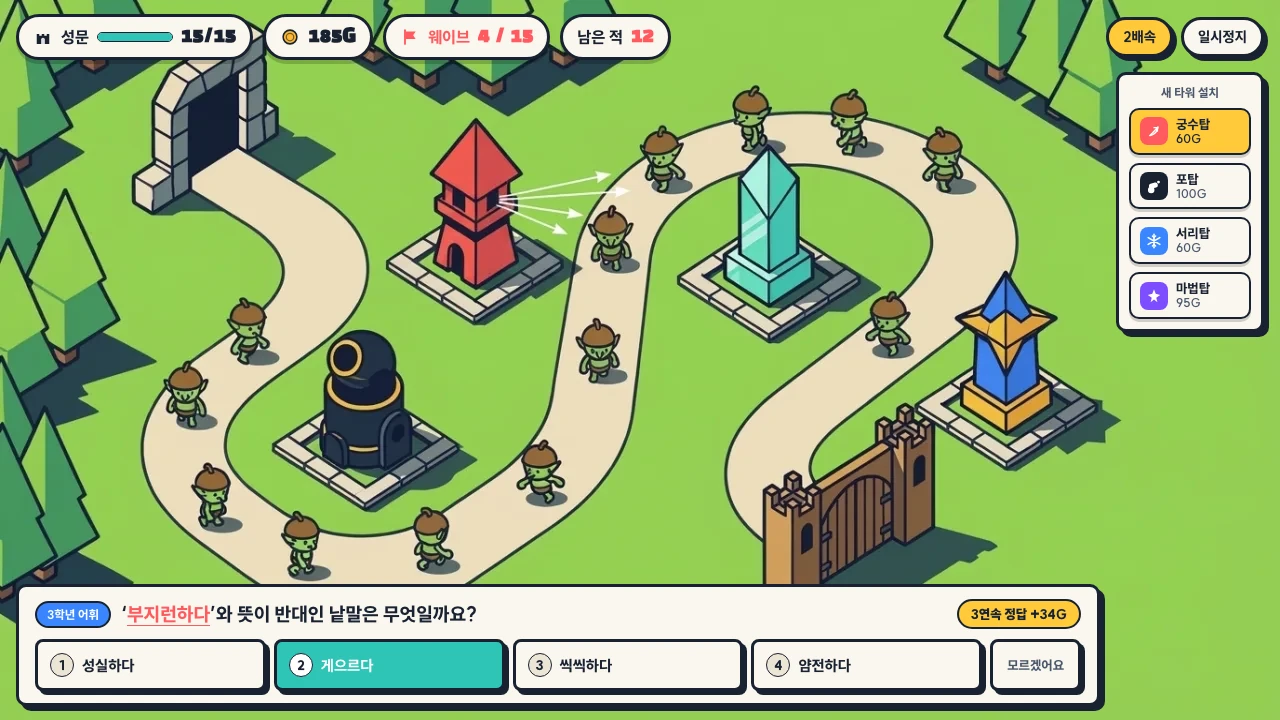 성문 15/15
185G
웨이브 4 / 15
남은 적 12
2배속
일시정지
새 타워 설치
궁수탑
60G
포탑
100G
서리탑
60G
마법탑
95G
3학년 어휘
‘부지런하다’와 뜻이 반대인 낱말은 무엇일까요?
3연속 정답 +34G
1 성실하다
2 게으르다
3 씩씩하다
4 얌전하다
모르겠어요